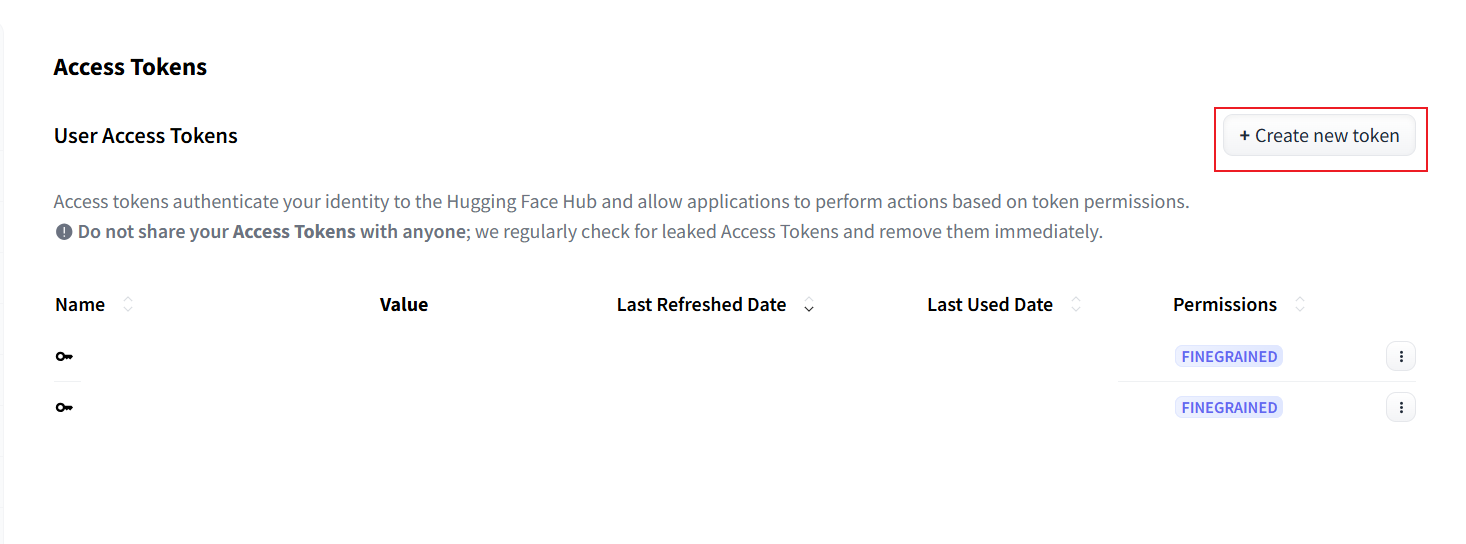 Access Tokens
User Access Tokens
+ Create new token
Access tokens authenticate your identity to the Hugging Face Hub and allow applications to perform actions based on token permissions.
Do not share your Access Tokens with anyone; we regularly check for leaked Access Tokens and remove them immediately.
Name Value Last Refreshed Date Last Used Date Permissions
FINEGRAINED
FINEGRAINED